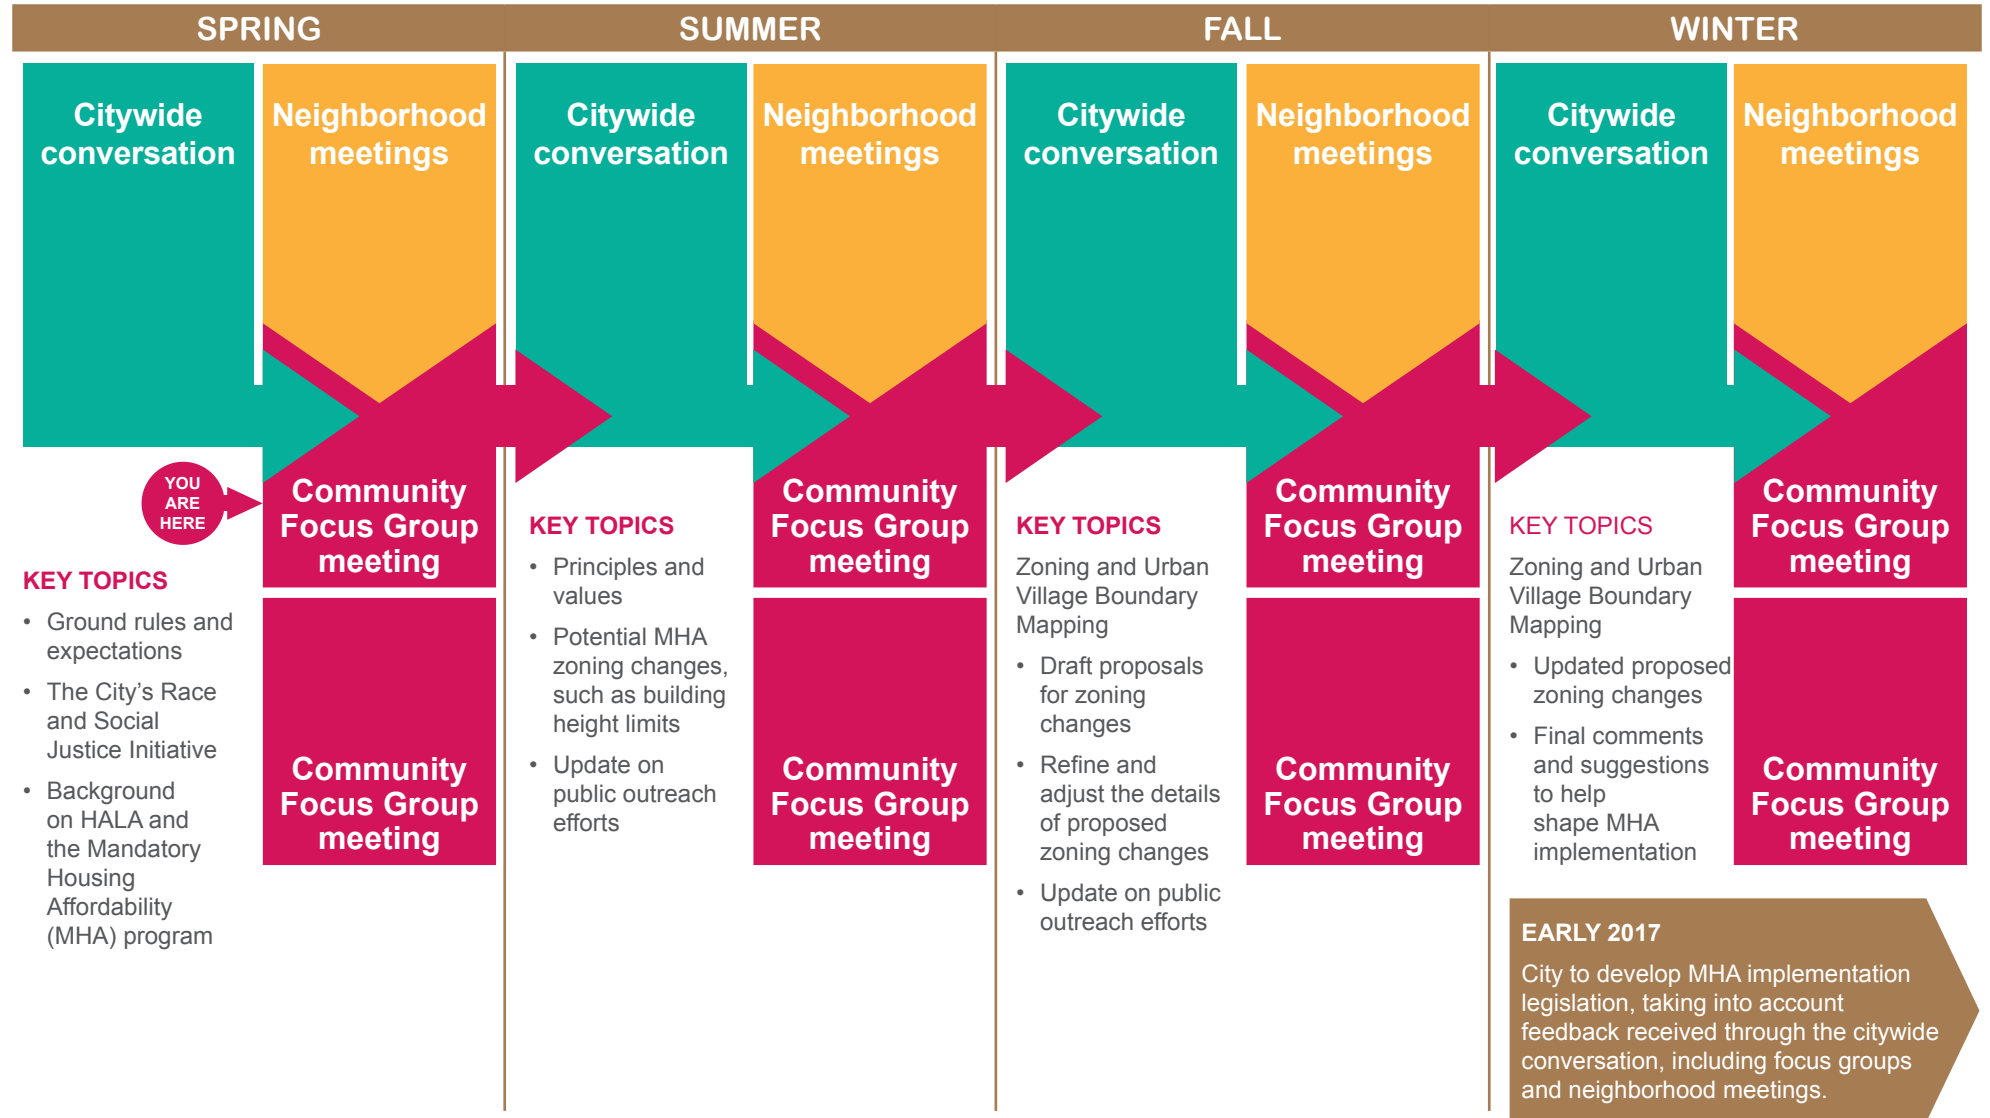 SPRING
Citywide
conversation
Neighborhood
meetings
YOU
ARE
HERE
Community
Focus Group
meeting
KEY TOPICS
• Ground rules and
expectations
• The City’s Race
and Social
Justice Initiative
• Background
on HALA and
the Mandatory
Housing
Affordability
(MHA) program
Community
Focus Group
meeting
SUMMER
Citywide
conversation
Neighborhood
meetings
Community
Focus Group
meeting
KEY TOPICS
• Principles and
values
• Potential MHA
zoning changes,
such as building
height limits
• Update on
public outreach
efforts
Community
Focus Group
meeting
FALL
Citywide
conversation
Neighborhood
meetings
Community
Focus Group
meeting
KEY TOPICS
Zoning and Urban
Village Boundary
Mapping
• Draft proposals
for zoning
changes
• Refine and
adjust the details
of proposed
zoning changes
• Update on public
outreach efforts
Community
Focus Group
meeting
WINTER
Citywide
conversation
Neighborhood
meetings
Community
Focus Group
meeting
KEY TOPICS
Zoning and Urban
Village Boundary
Mapping
• Updated proposed
zoning changes
• Final comments
and suggestions
to help
shape MHA
implementation
Community
Focus Group
meeting
EARLY 2017
City to develop MHA implementation
legislation, taking into account
feedback received through the citywide
conversation, including focus groups
and neighborhood meetings.